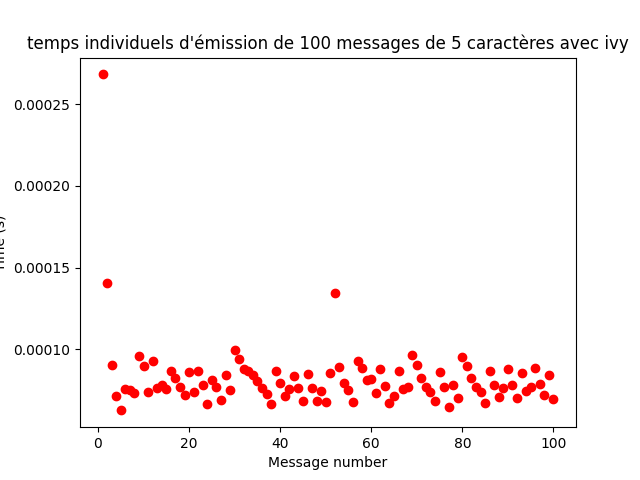 temps individuels d'émission de 100 messages de 5 caractères avec ivy
0.00025
0.00020
0.00015
0.00010
(s)
0 20 40 60 80 100
Message number